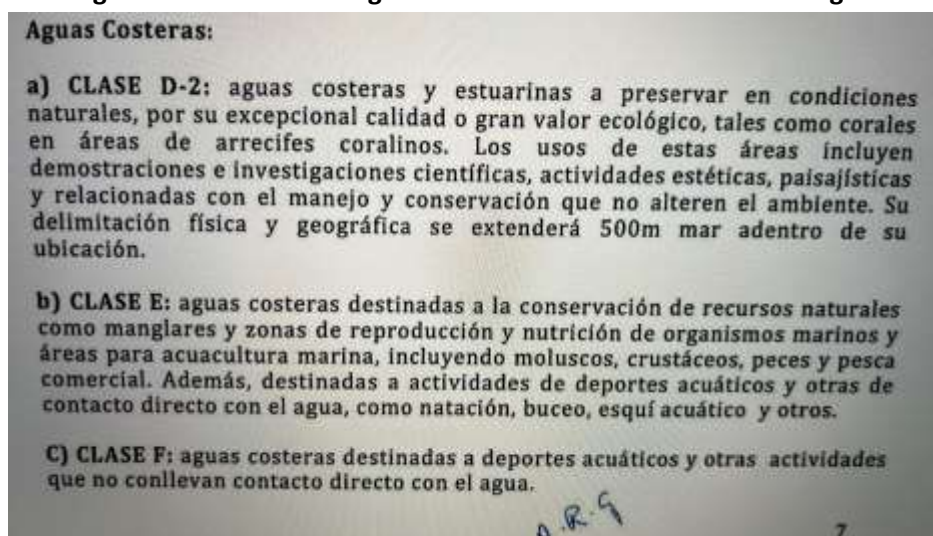 Aguas Costeras:
a) CLASE D-2: aguas costeras y estuarinas a preservar en condiciones
naturales, por su excepcional calidad o gran valor ecológico, tales como corales
en áreas de arrecifes coralinos. Los usos de estas áreas incluyen
demostraciones e investigaciones científicas, actividades estéticas, paisajísticas
y relacionadas con el manejo y conservación que no alteren el ambiente. Su
delimitación física y geográfica se extenderá 500m mar adentro de su
ubicación.
b) CLASE E: aguas costeras destinadas a la conservación de recursos naturales
como manglares y zonas de reproducción y nutrición de organismos marinos y
áreas para acuacultura marina, incluyendo moluscos, crustáceos, peces y pesca
comercial. Además, destinadas a actividades de deportes acuáticos y otras de
contacto directo con el agua, como natación, buceo, esquí acuático y otros.
C) CLASE F: aguas costeras destinadas a deportes acuáticos y otras actividades
que no conllevan contacto directo con el agua.
R.G
7